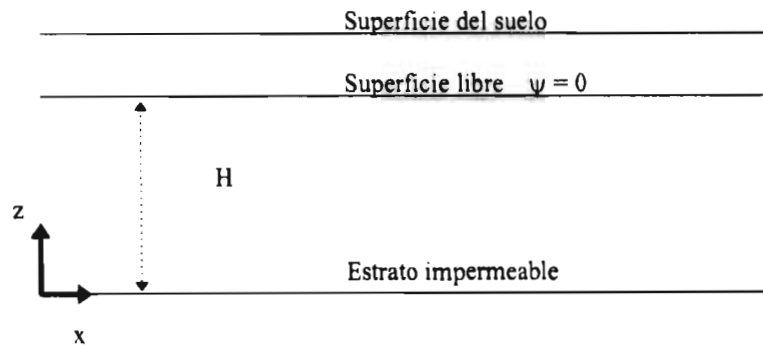 Superficie del suelo
Superficie libre ψ = 0
H
z
Estrato impermeable
x